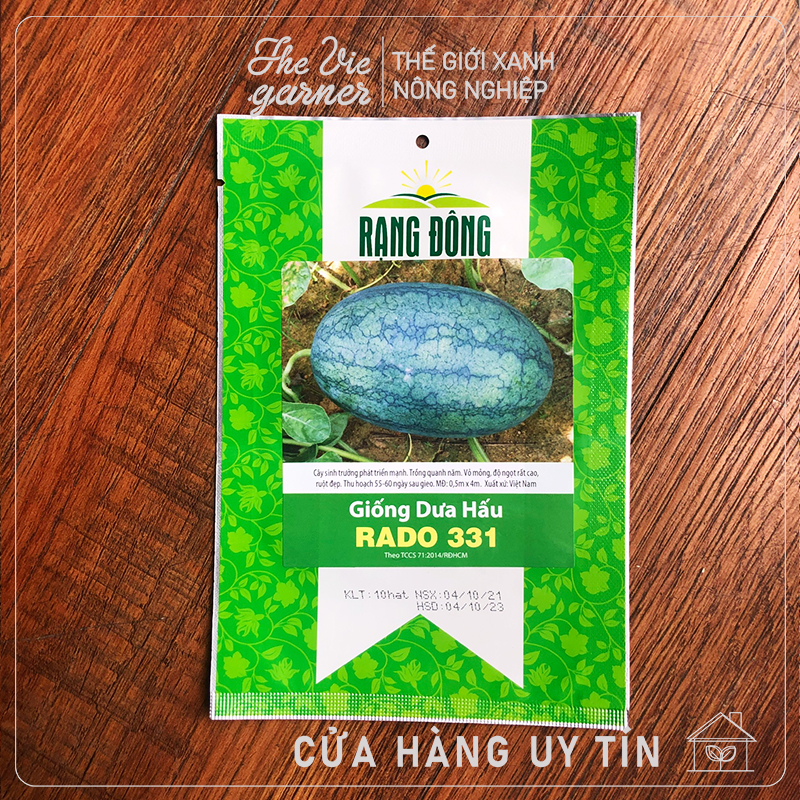 The Vie
garner
THẾ GIỚI XANH
NÔNG NGHIỆP
RẠNG ĐÔNG
Cây sinh trưởng phát triển mạnh. Trồng quanh năm. Vỏ mỏng, độ ngọt rất cao,
ruột đẹp. Thu hoạch 55-60 ngày sau gieo. MĐ: 0,5m x 4m. Xuất xứ: Việt Nam
Giống Dưa Hấu
RADO 331
Theo TCCS 71:2014/RĐHCM
KLT:10hat NSX:04/10/21
HSD:04/10/23
CỬA HÀNG UY TÍN